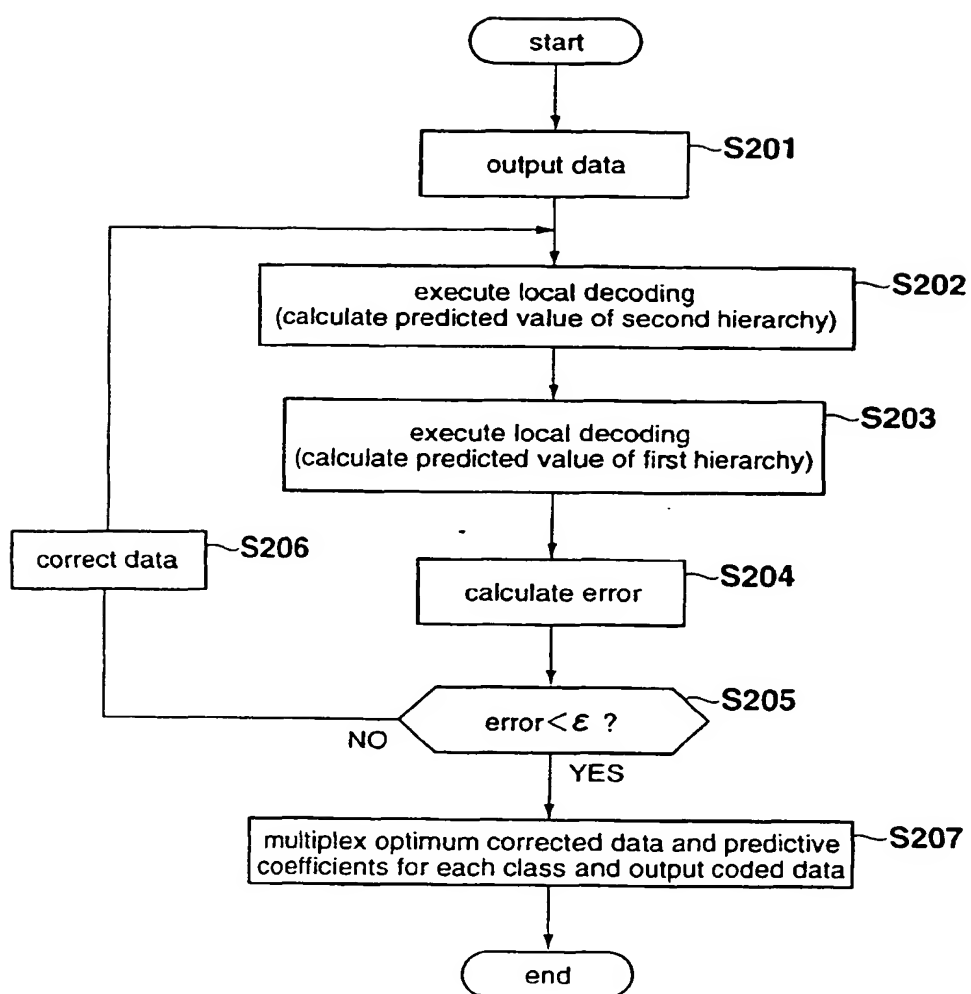 start
output data
S201
execute local decoding
(calculate predicted value of second hierarchy)
S202
execute local decoding
(calculate predicted value of first hierarchy)
S203
correct data
S206
calculate error
S204
error<ε ?
S205
NO
YES
multiplex optimum corrected data and predictive
coefficients for each class and output coded data
S207
end